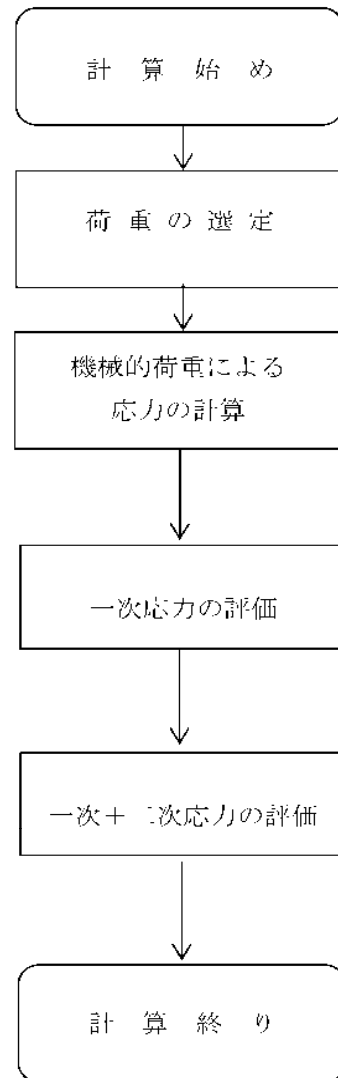 計算始め
荷重の選定
機械的荷重による
応力の計算
一次応力の評価
一次＋二次応力の評価
計算終り